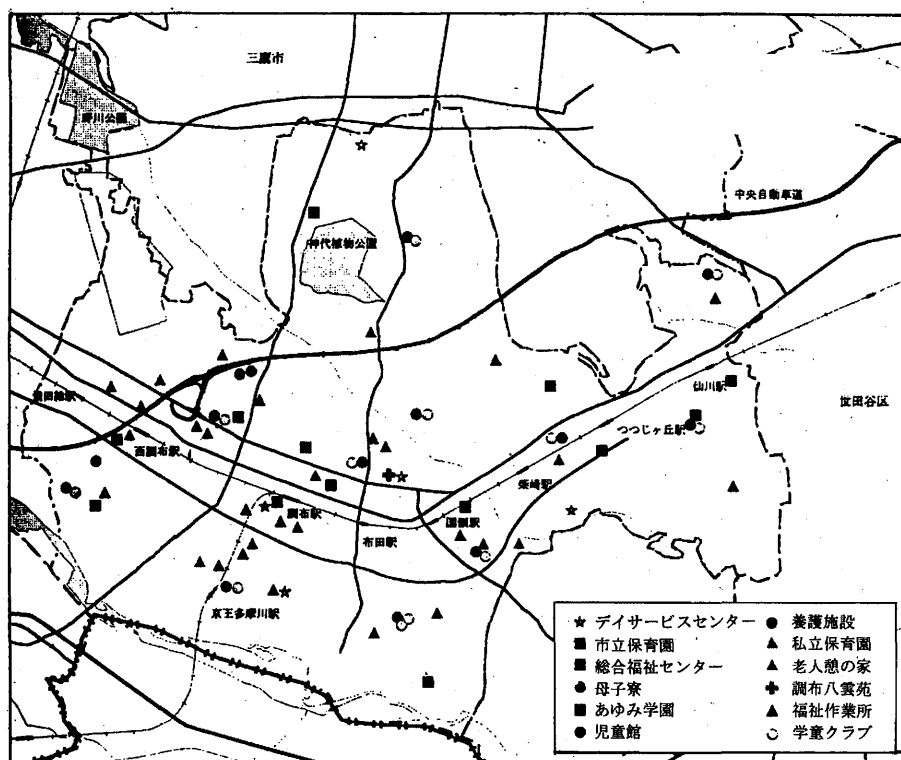 三鷹市
野川公園
中央自動車道
神代植物公園
仙川駅
世田谷区
飛田給駅
つつじヶ丘駅
西調布駅
柴崎駅
調布駅
国領駅
布田駅
京王多摩川駅
★ デイサービスセンター
■ 市立保育園
■ 総合福祉センター
● 母子寮
■ あゆみ学園
● 児童館
● 養護施設
▲ 私立保育園
▲ 老人憩の家
✚ 調布八雲苑
▲ 福祉作業所
学童クラブ